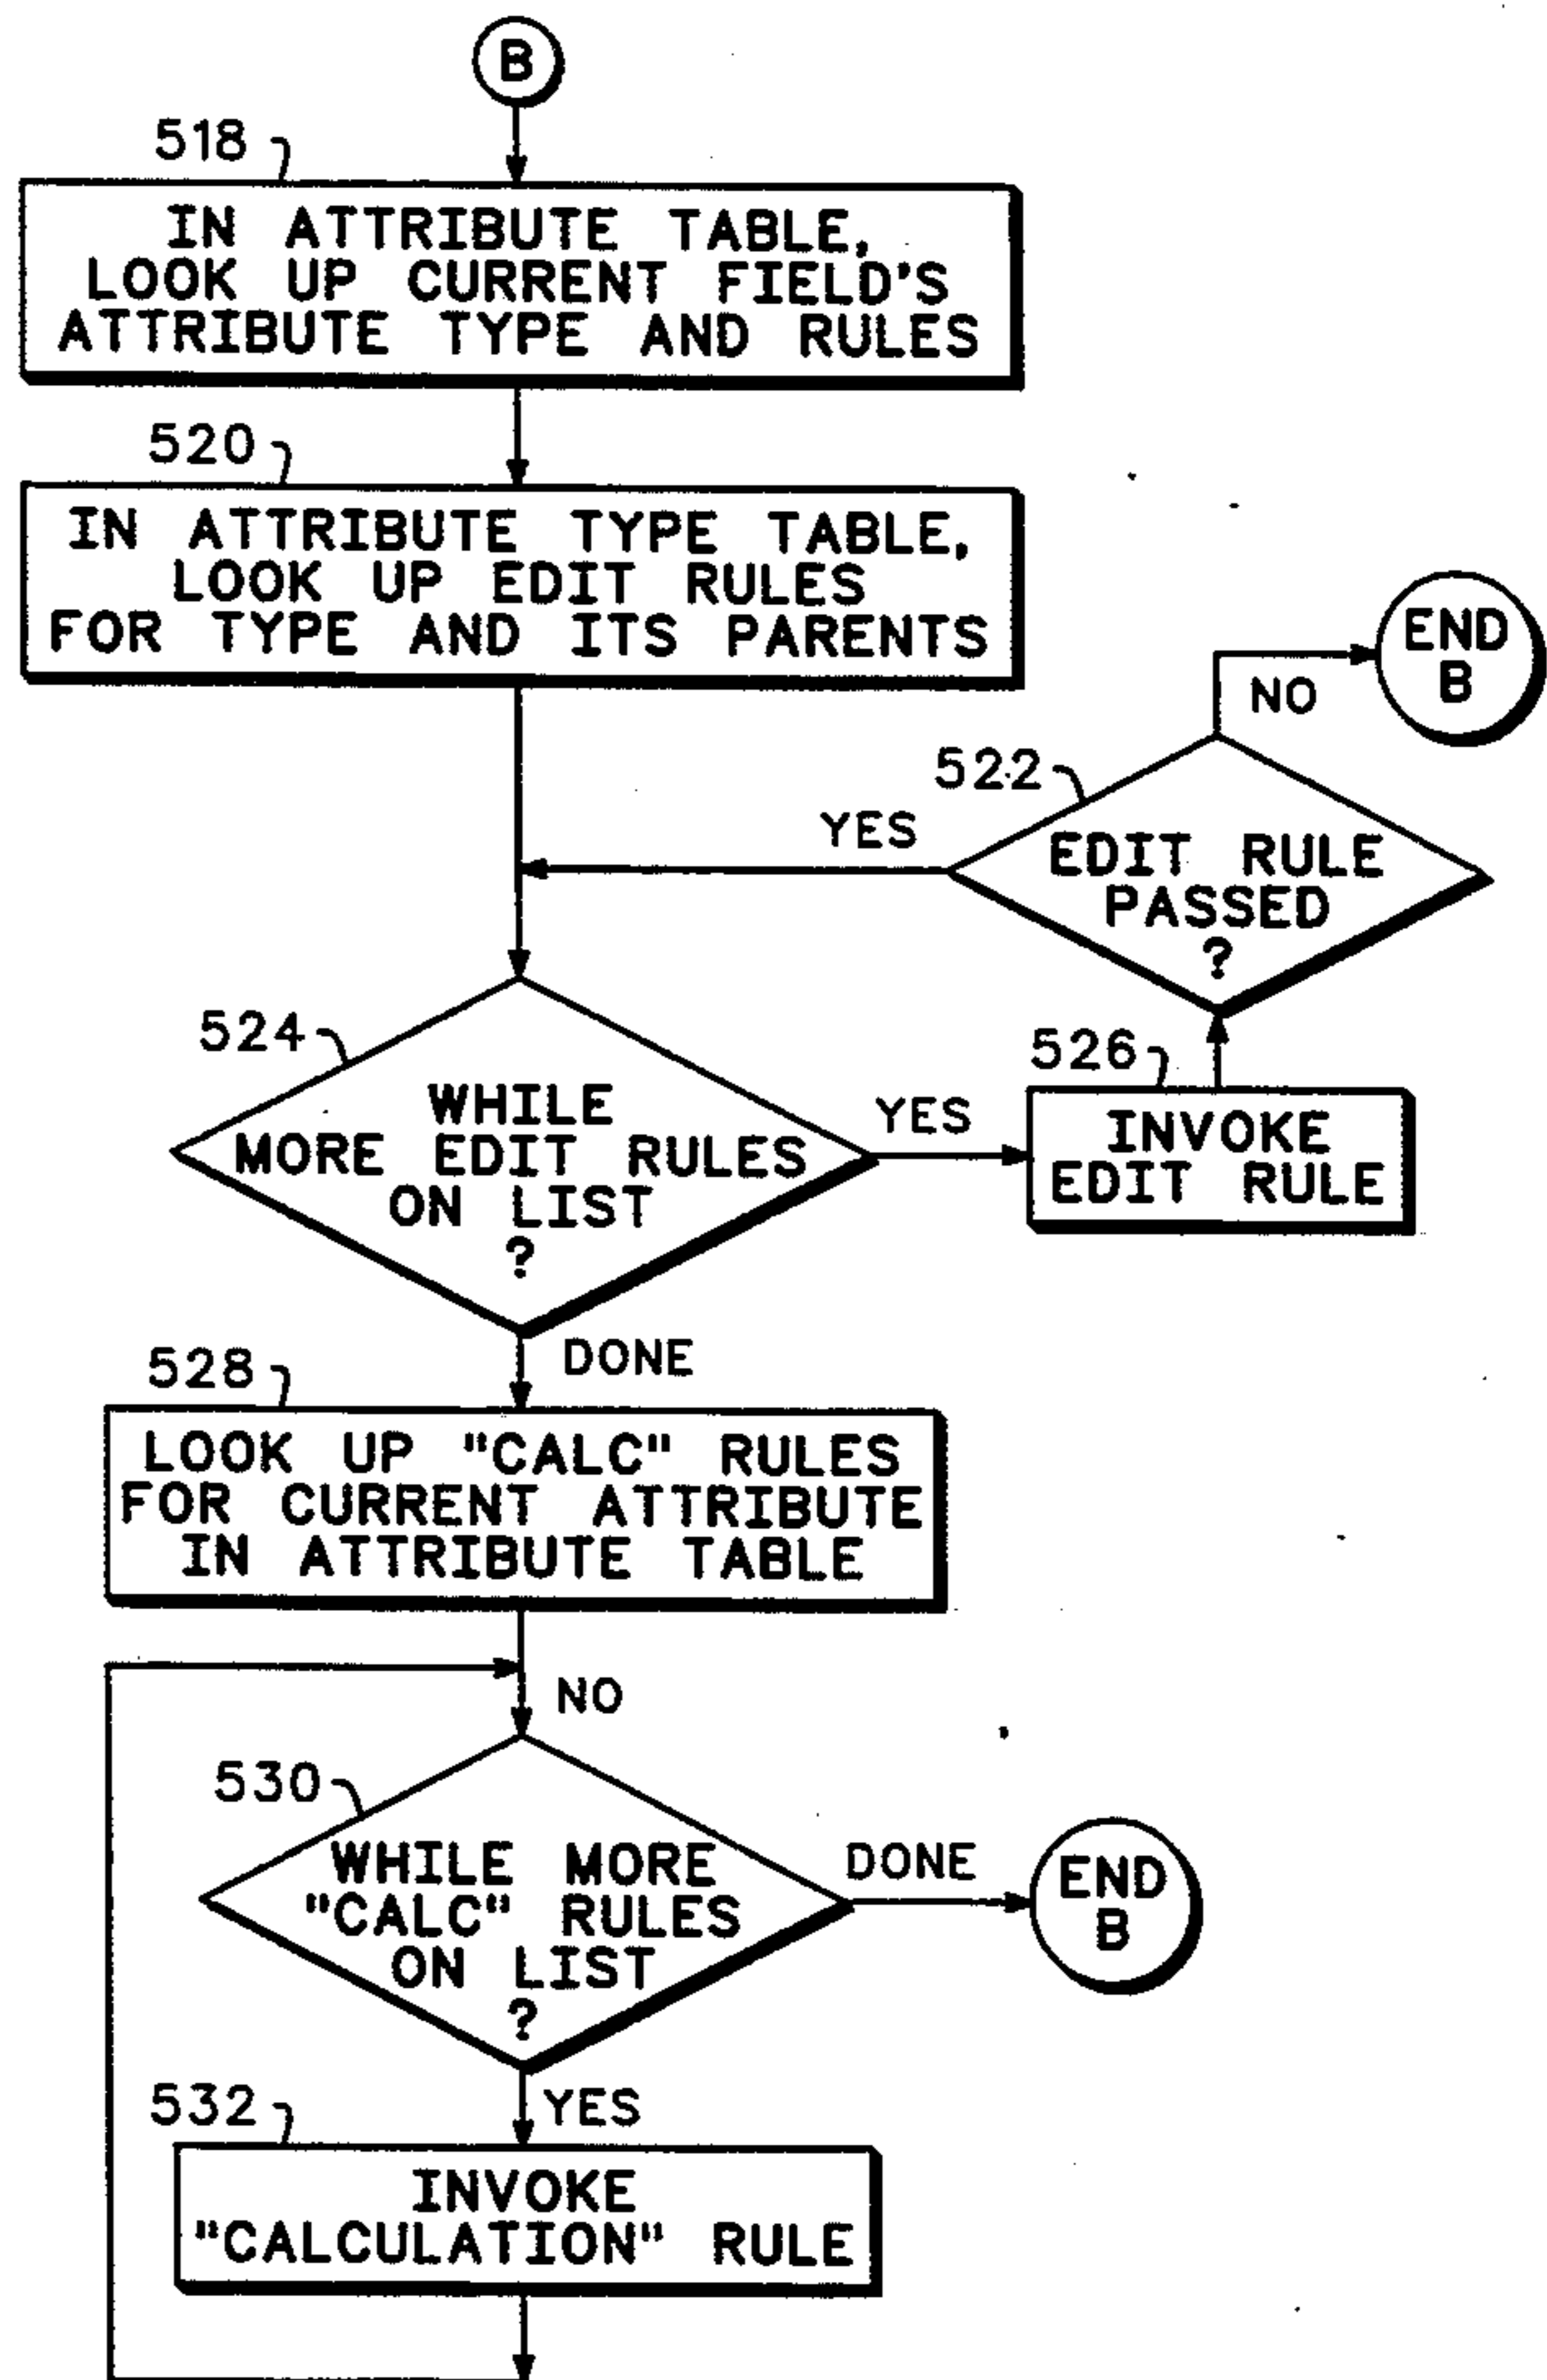 B
518
IN ATTRIBUTE TABLE,
LOOK UP CURRENT FIELD'S
ATTRIBUTE TYPE AND RULES
520
IN ATTRIBUTE TYPE TABLE,
LOOK UP EDIT RULES
FOR TYPE AND ITS PARENTS
END
B
NO
522
YES
EDIT RULE
PASSED
?
524
WHILE
MORE EDIT RULES
ON LIST
?
YES
526
INVOKE
EDIT RULE
DONE
528
LOOK UP "CALC" RULES
FOR CURRENT ATTRIBUTE
IN ATTRIBUTE TABLE
NO
530
WHILE MORE
"CALC" RULES
ON LIST
?
DONE
END
B
YES
532
INVOKE
"CALCULATION" RULE